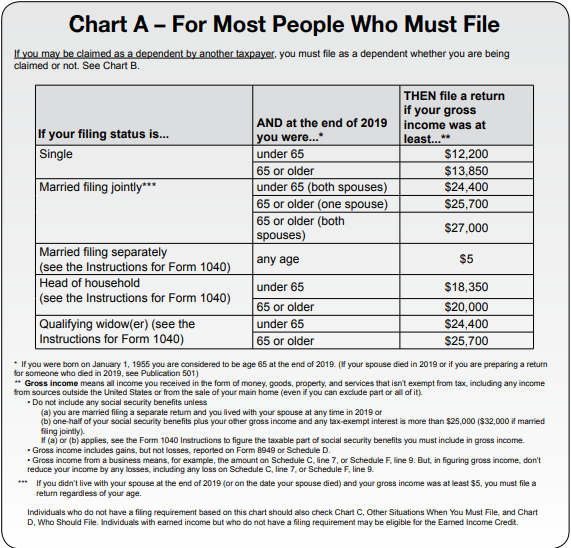 Chart A – For Most People Who Must File
If you may be claimed as a dependent by another taxpayer, you must file as a dependent whether you are being
claimed or not. See Chart B.
If your filing status is...
AND at the end of 2019
you were...*
THEN file a return
if your gross
income was at
least...**
Single
under 65
$12,200
65 or older
$13,850
Married filing jointly***
under 65 (both spouses)
$24,400
65 or older (one spouse)
$25,700
65 or older (both
spouses)
$27,000
Married filing separately
(see the Instructions for Form 1040)
any age
$5
Head of household
(see the Instructions for Form 1040)
under 65
$18,350
65 or older
$20,000
Qualifying widow(er) (see the
Instructions for Form 1040)
under 65
$24,400
65 or older
$25,700
* If you were born on January 1, 1955 you are considered to be age 65 at the end of 2019. (If your spouse died in 2019 or if you are preparing a return
for someone who died in 2019, see Publication 501)
** Gross income means all income you received in the form of money, goods, property, and services that isn't exempt from tax, including any income
from sources outside the United States or from the sale of your main home (even if you can exclude part or all of it).
• Do not include any social security benefits unless
(a) you are married filing a separate return and you lived with your spouse at any time in 2019 or
(b) one-half of your social security benefits plus your other gross income and any tax-exempt interest is more than $25,000 ($32,000 if married
filing jointly).
If (a) or (b) applies, see the Form 1040 Instructions to figure the taxable part of social security benefits you must include in gross income.
• Gross income includes gains, but not losses, reported on Form 8949 or Schedule D.
• Gross income from a business means, for example, the amount on Schedule C, line 7, or Schedule F, line 9. But, in figuring gross income, don't
reduce your income by any losses, including any loss on Schedule C, line 7, or Schedule F, line 9.
*** If you didn't live with your spouse at the end of 2019 (or on the date your spouse died) and your gross income was at least $5, you must file a
return regardless of your age.
Individuals who do not have a filing requirement based on this chart should also check Chart C, Other Situations When You Must File, and Chart
D, Who Should File. Individuals with earned income but who do not have a filing requirement may be eligible for the Earned Income Credit.